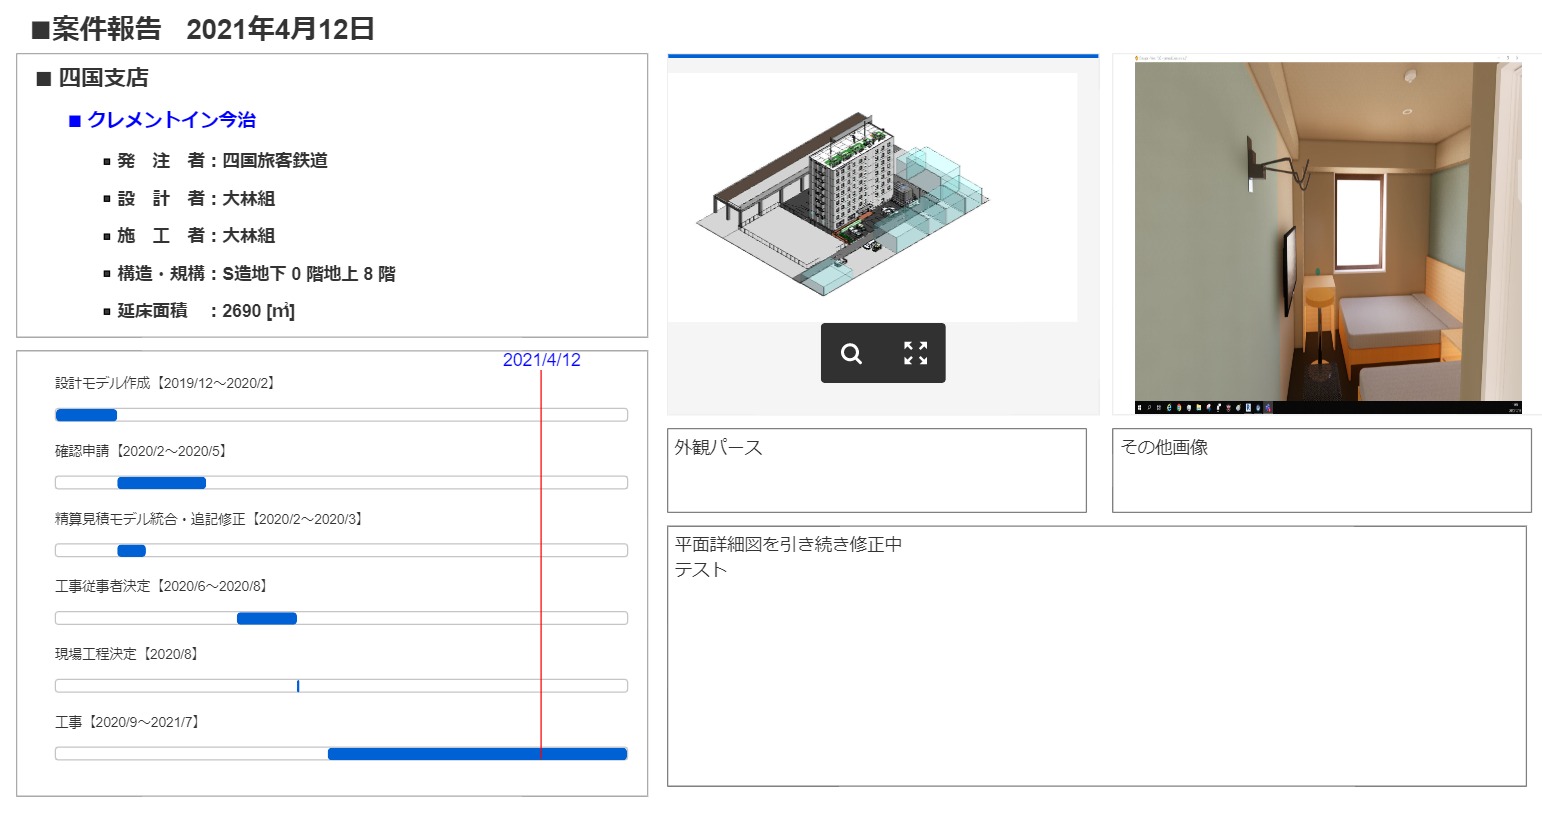 ■案件報告　2021年4月12日
■ 四国支店
■ クレメントイン今治
発　注　者：四国旅客鉄道
設　計　者：大林組
施　工　者：大林組
構造・規構：S造地下 0 階地上 8 階
延床面積　：2690 [㎡]
2021/4/12
設計モデル作成【2019/12～2020/2】
確認申請【2020/2～2020/5】
精算見積モデル統合・追記修正【2020/2～2020/3】
工事従事者決定【2020/6～2020/8】
現場工程決定【2020/8】
工事【2020/9～2021/7】
外観パース
その他画像
平面詳細図を引き続き修正中
テスト